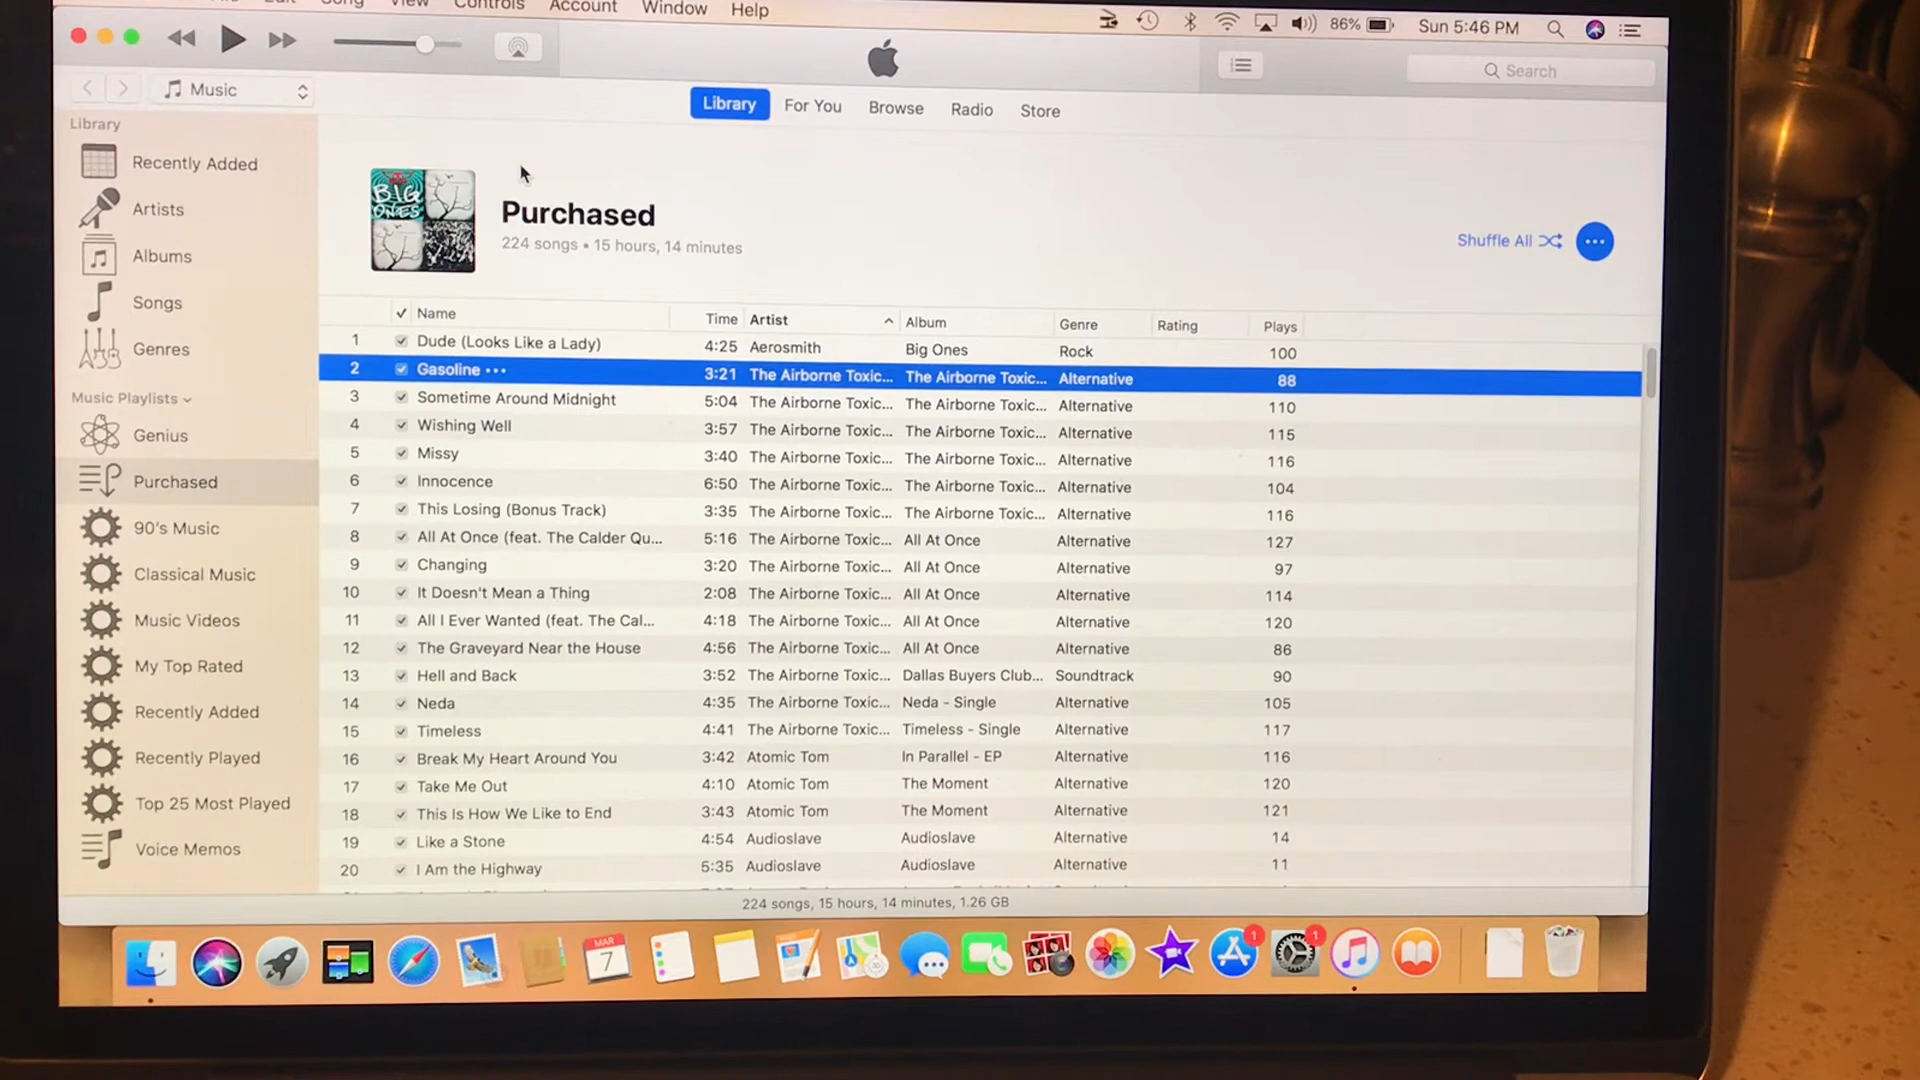 Song View Controls Account Window Help
86% Sun 5:46 PM
Music
Search
Library For You Browse Radio Store
Library
Recently Added
Artists
Albums
Songs
Genres
Music Playlists
Genius
Purchased
90's Music
Classical Music
Music Videos
My Top Rated
Recently Added
Recently Played
Top 25 Most Played
Voice Memos
BIG ONES
Purchased
224 songs • 15 hours, 14 minutes
Shuffle All
✓ Name Time Artist Album Genre Rating Plays
1 Dude (Looks Like a Lady) 4:25 Aerosmith Big Ones Rock 100
2 Gasoline ••• 3:21 The Airborne Toxic... The Airborne Toxic... Alternative 88
3 Sometime Around Midnight 5:04 The Airborne Toxic... The Airborne Toxic... Alternative 110
4 Wishing Well 3:57 The Airborne Toxic... The Airborne Toxic... Alternative 115
5 Missy 3:40 The Airborne Toxic... The Airborne Toxic... Alternative 116
6 Innocence 6:50 The Airborne Toxic... The Airborne Toxic... Alternative 104
7 This Losing (Bonus Track) 3:35 The Airborne Toxic... The Airborne Toxic... Alternative 116
8 All At Once (feat. The Calder Qu... 5:16 The Airborne Toxic... All At Once Alternative 127
9 Changing 3:20 The Airborne Toxic... All At Once Alternative 97
10 It Doesn't Mean a Thing 2:08 The Airborne Toxic... All At Once Alternative 114
11 All I Ever Wanted (feat. The Cal... 4:18 The Airborne Toxic... All At Once Alternative 120
12 The Graveyard Near the House 4:56 The Airborne Toxic... All At Once Alternative 86
13 Hell and Back 3:52 The Airborne Toxic... Dallas Buyers Club... Soundtrack 90
14 Neda 4:35 The Airborne Toxic... Neda - Single Alternative 105
15 Timeless 4:41 The Airborne Toxic... Timeless - Single Alternative 117
16 Break My Heart Around You 3:42 Atomic Tom In Parallel - EP Alternative 116
17 Take Me Out 4:10 Atomic Tom The Moment Alternative 120
18 This Is How We Like to End 3:43 Atomic Tom The Moment Alternative 121
19 Like a Stone 4:54 Audioslave Audioslave Alternative 14
20 I Am the Highway 5:35 Audioslave Audioslave Alternative 11
224 songs, 15 hours, 14 minutes, 1.26 GB
MAR
7
1
1